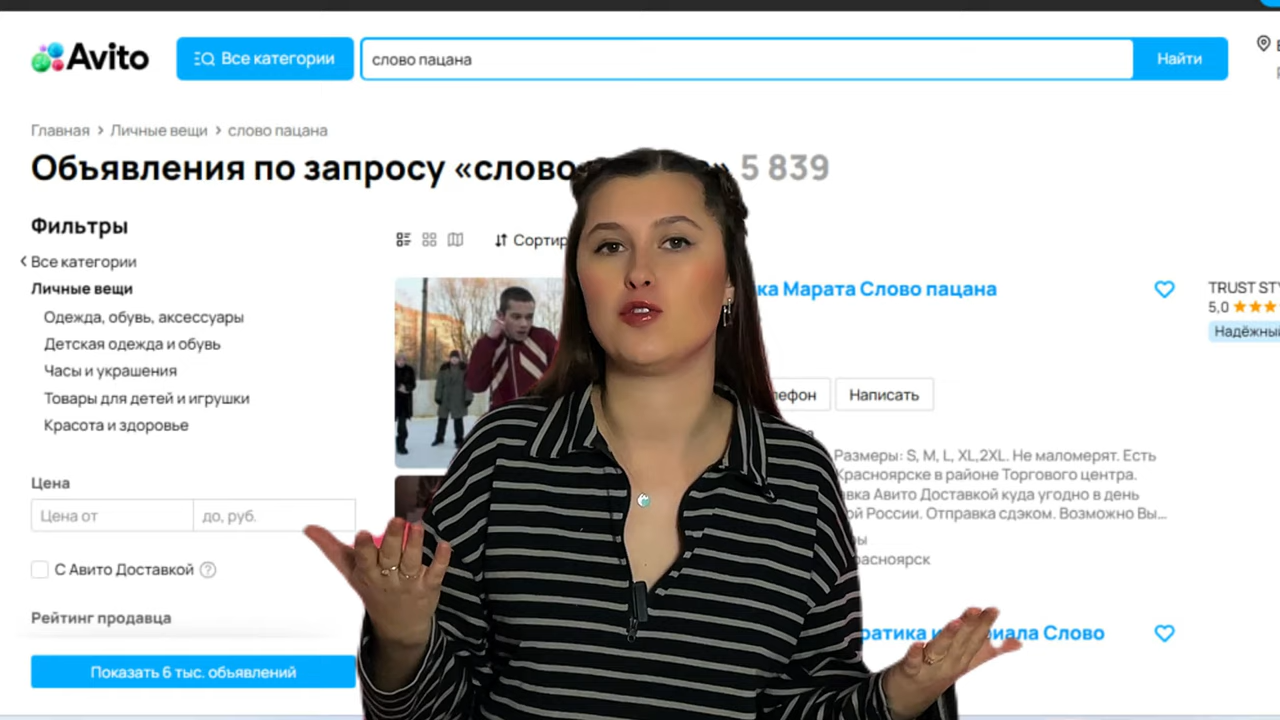 Avito
Все категории
слово пацана
Найти
Главная > Личные вещи > слово пацана
Объявления по запросу «слово » 5 839
Фильтры
Все категории
Личные вещи
Одежда, обувь, аксессуары
Детская одежда и обувь
Часы и украшения
Товары для детей и игрушки
Красота и здоровье
Цена
Цена от
до, руб.
С Авито Доставкой
Рейтинг продавца
Показать 6 тыс. объявлений
Сортир
ка Марата Слово пацана
лефон
Написать
Размеры: S, M, L, XL,2XL. Не маломерят. Есть
Красноярске в районе Торгового центра.
вка Авито Доставкой куда угодно в день
ой России. Отправка сдэком. Возможно Вы...
расноярск
ратика и риала Слово
TRUST STY
5,0
Надёжный